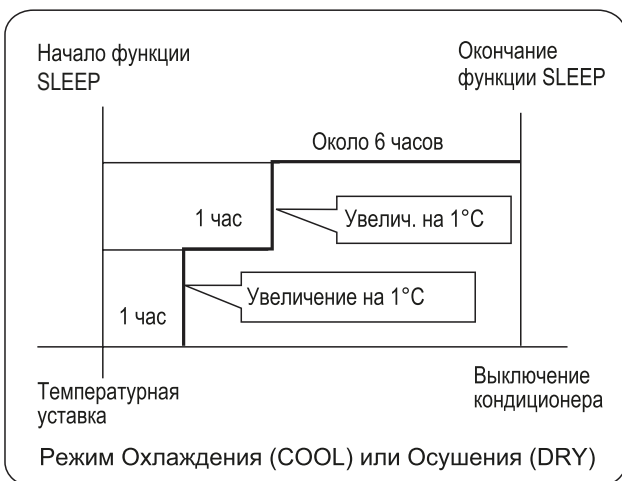 Начало функции
SLEEP
Окончание
функции SLEEP
Около 6 часов
1 час
Увелич. на 1°C
1 час
Увеличение на 1°C
Температурная
уставка
Выключение
кондиционера
Режим Охлаждения (COOL) или Осушения (DRY)